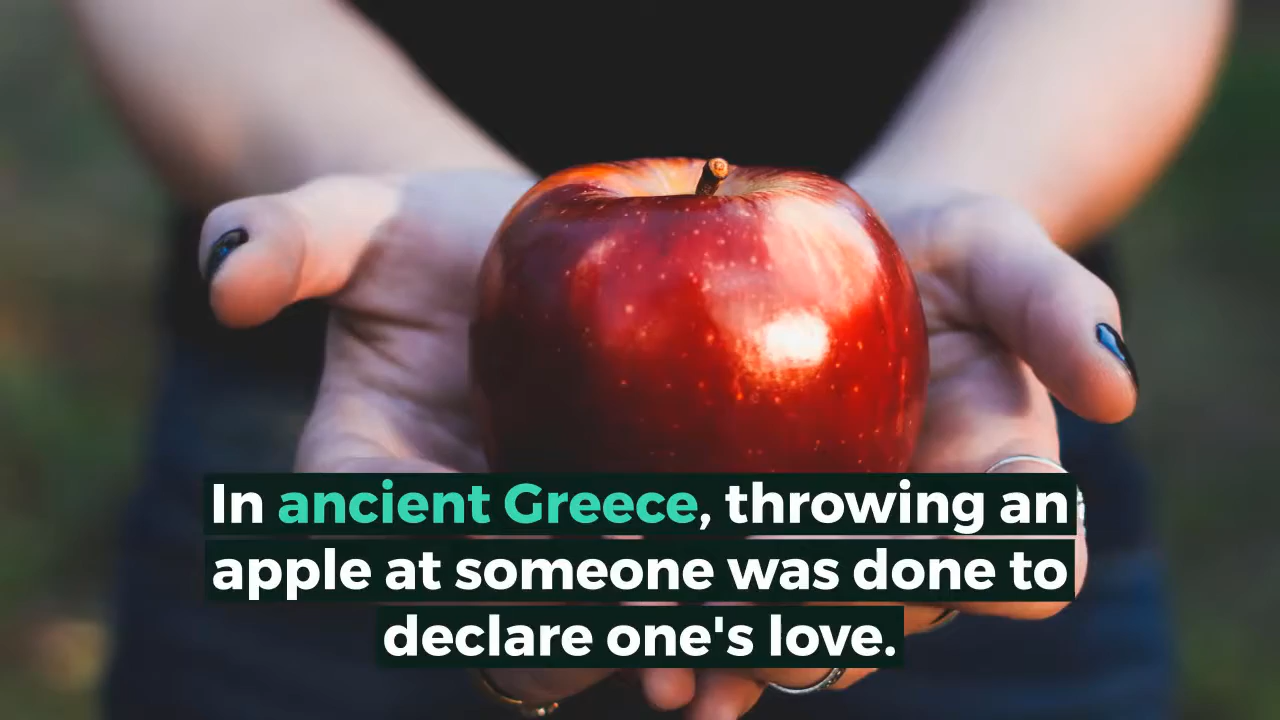 In ancient Greece, throwing an
apple at someone was done to
declare one's love.